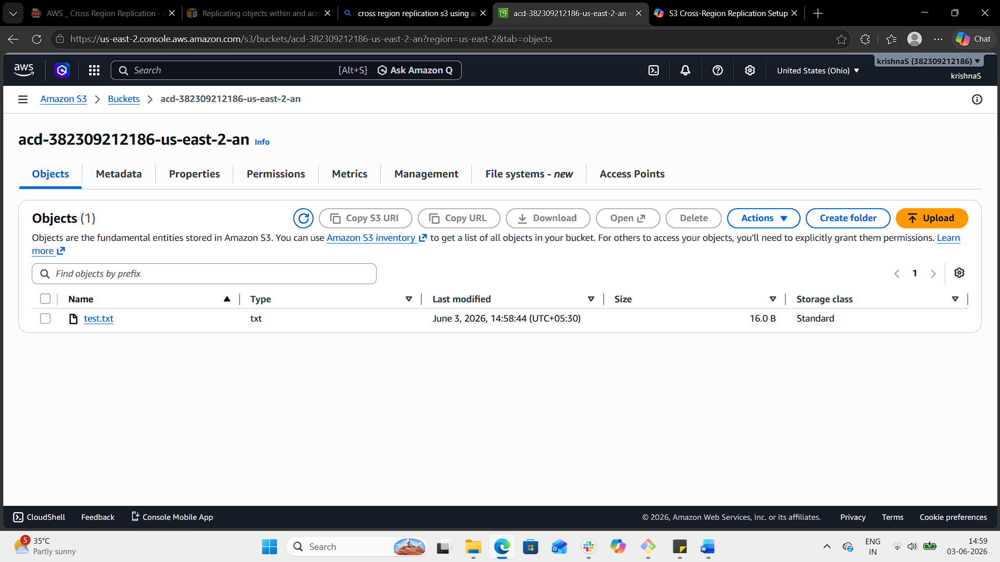 AWS _ Cross Region Replication - s
Replicating objects within and acro
cross region replication s3 using aw
acd-382309212186-us-east-2-an -
S3 Cross-Region Replication Setup
https://us-east-2.console.aws.amazon.com/s3/buckets/acd-382309212186-us-east-2-an?region=us-east-2&tab=objects
Chat
aws
Search
[Alt+S]
Ask Amazon Q
United States (Ohio)
krishnaS (382309212186)
krishnaS
Amazon S3
Buckets
acd-382309212186-us-east-2-an
acd-382309212186-us-east-2-an Info
Objects
Metadata
Properties
Permissions
Metrics
Management
File systems - new
Access Points
Objects (1)
Copy S3 URI
Copy URL
Download
Open
Delete
Actions
Create folder
Upload
Objects are the fundamental entities stored in Amazon S3. You can use Amazon S3 inventory to get a list of all objects in your bucket. For others to access your objects, you'll need to explicitly grant them permissions. Learn
more
Find objects by prefix
1
Name
Type
Last modified
Size
Storage class
test.txt
txt
June 3, 2026, 14:58:44 (UTC+05:30)
16.0 B
Standard
CloudShell
Feedback
Console Mobile App
© 2026, Amazon Web Services, Inc. or its affiliates.
Privacy
Terms
Cookie preferences
5
35°C
Partly sunny
Search
ENG
IN
14:59
03-06-2026